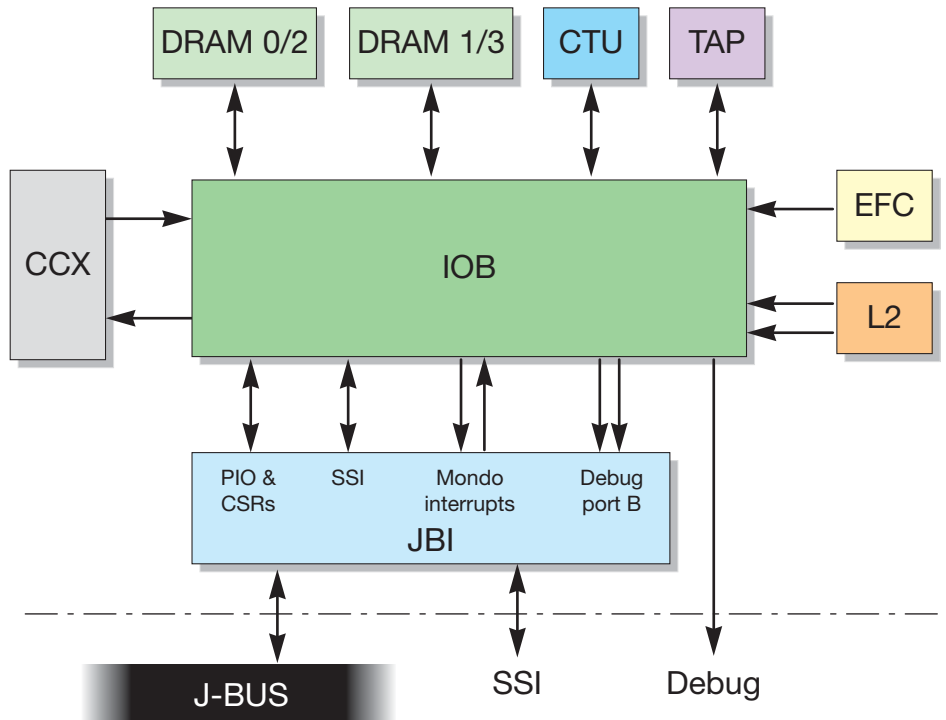 DRAM 0/2
DRAM 1/3
CTU
TAP
CCX
IOB
EFC
L2
PIO &
CSRs
SSI
Mondo
interrupts
Debug
port B
JBI
J-BUS
SSI
Debug